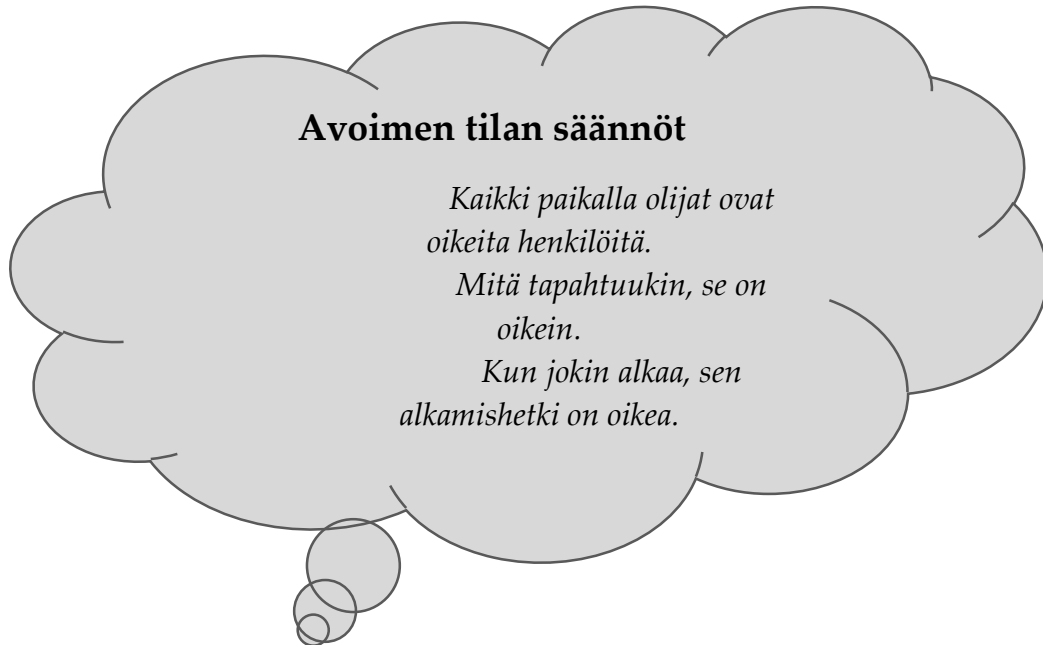 Avoimen tilan säännöt
Kaikki paikalla olijat ovat
oikeita henkilöitä.
Mitä tapahtuukin, se on
oikein.
Kun jokin alkaa, sen
alkamishetki on oikea.